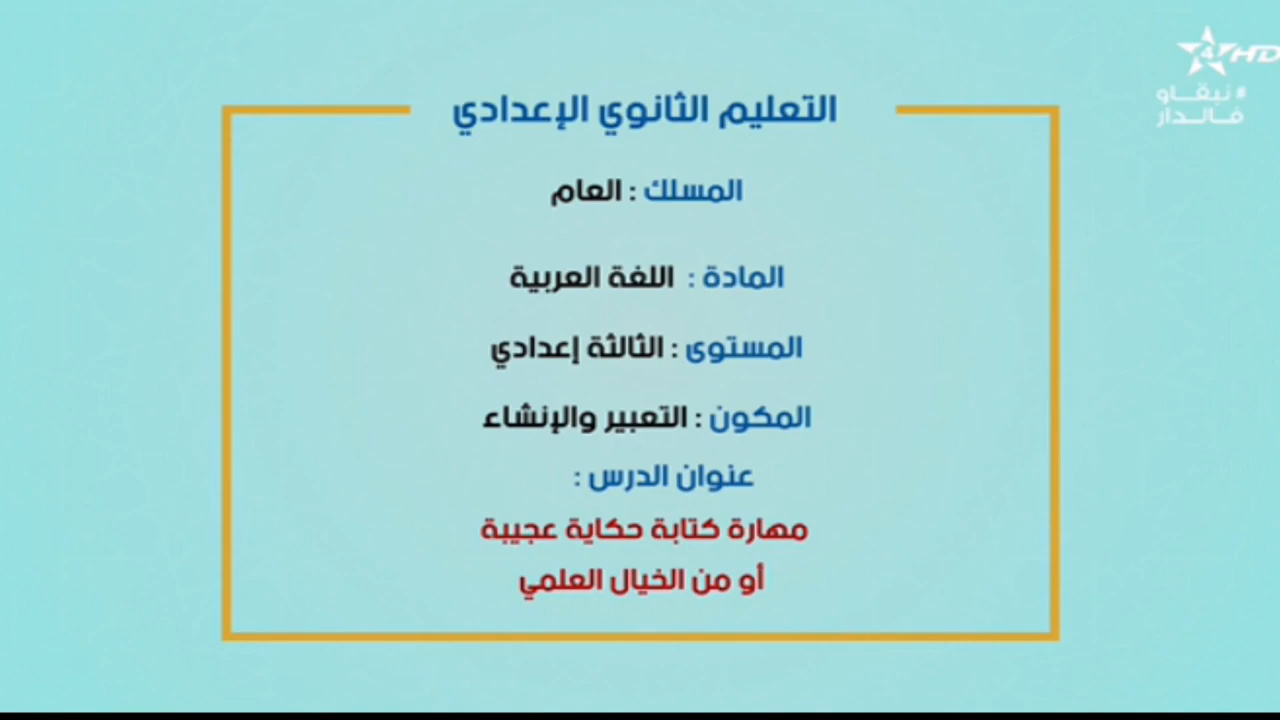 4 HD
# نبقاو
فالدار
التعليم الثانوي الإعدادي
المسلك : العام
المادة : اللغة العربية
المستوى : الثالثة إعدادي
المكون : التعبير والإنشاء
عنوان الدرس :
مهارة كتابة حكاية عجيبة
أو من الخيال العلمي